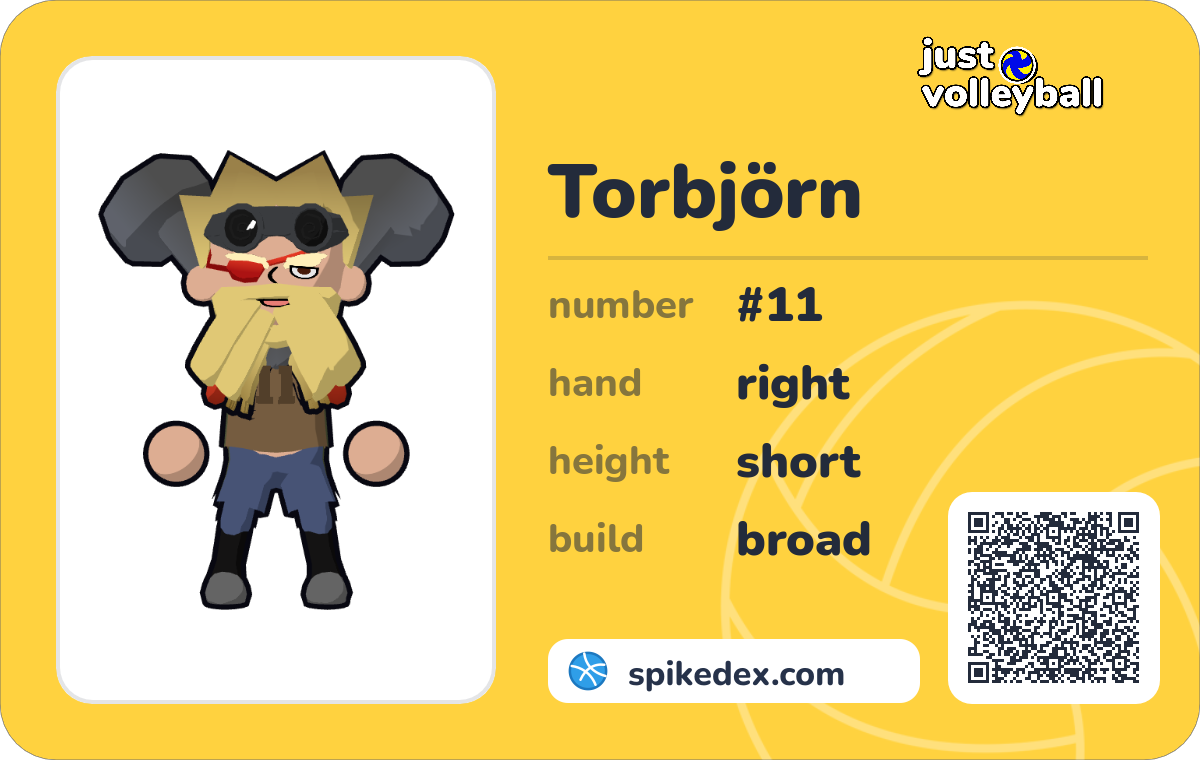 just
volleyball
Torbjörn
number #11
hand right
height short
build broad
spikedex.com